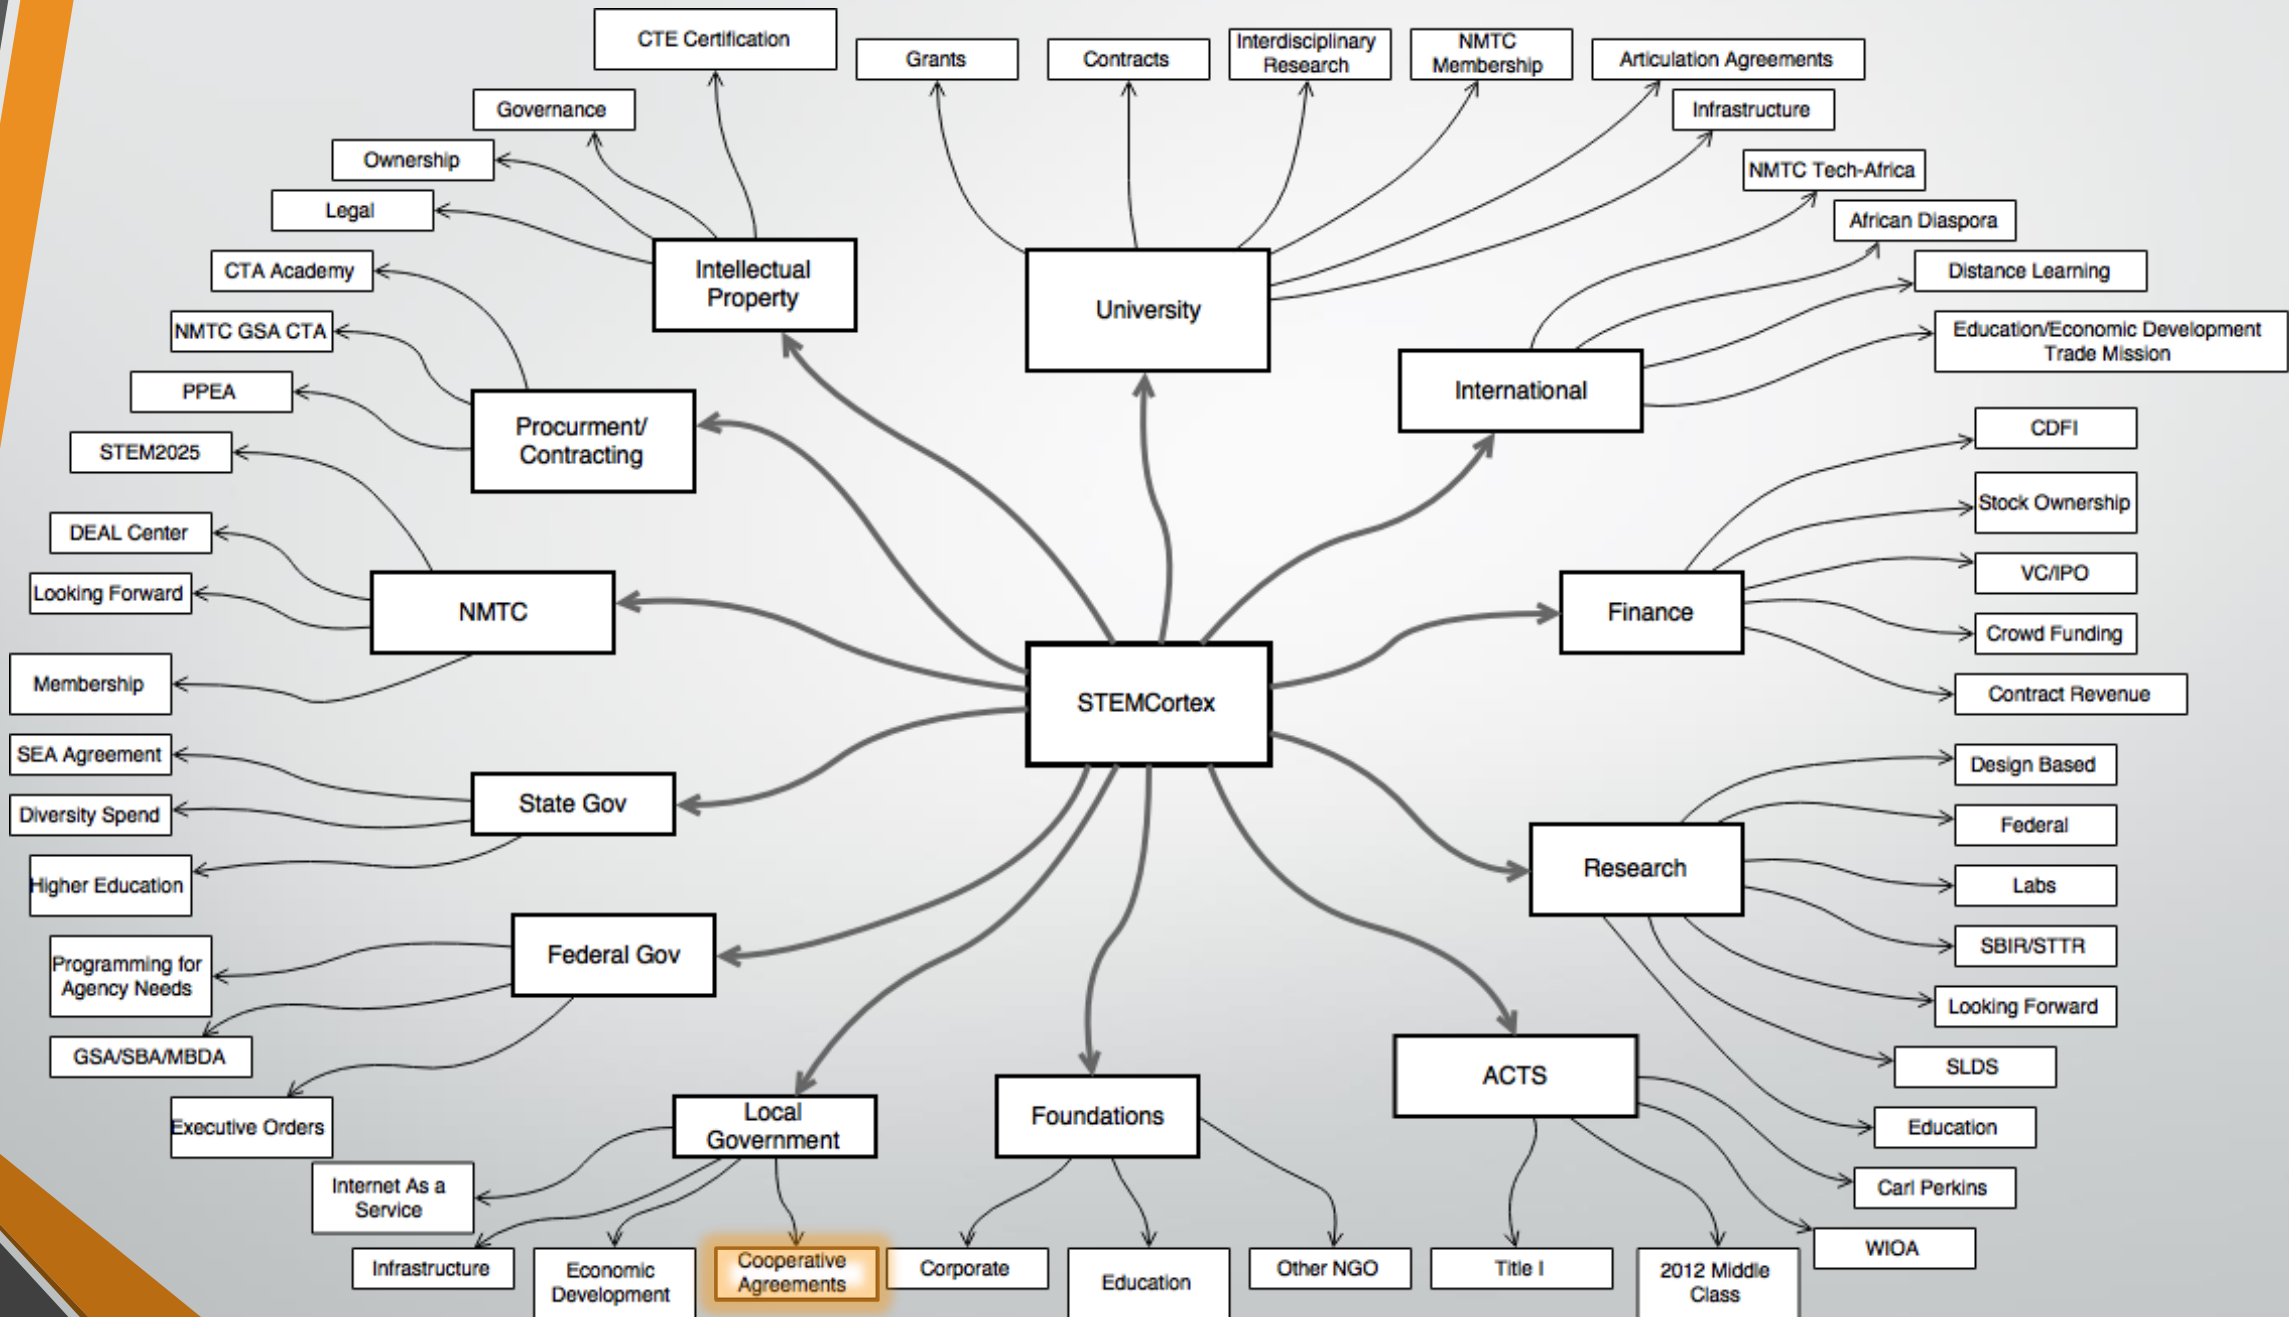 CTE Certification
Grants
Contracts
Interdisciplinary
Research
NMTC
Membership
Articulation Agreements
Governance
Infrastructure
Ownership
NMTC Tech-Africa
Legal
African Diaspora
CTA Academy
Intellectual
Property
University
Distance Learning
NMTC GSA CTA
Education/Economic Development
Trade Mission
PPEA
International
Procurment/
Contracting
CDFI
STEM2025
Stock Ownership
DEAL Center
VC/IPO
Looking Forward
NMTC
Finance
Crowd Funding
Membership
STEMCortex
Contract Revenue
SEA Agreement
Design Based
State Gov
Diversity Spend
Federal
Research
Higher Education
Labs
Federal Gov
SBIR/STTR
Programming for
Agency Needs
Looking Forward
GSA/SBA/MBDA
SLDS
ACTS
Executive Orders
Local
Government
Foundations
Education
Internet As a
Service
Carl Perkins
WIOA
Infrastructure
Economic
Development
Cooperative
Agreements
Corporate
Education
Other NGO
Title I
2012 Middle
Class